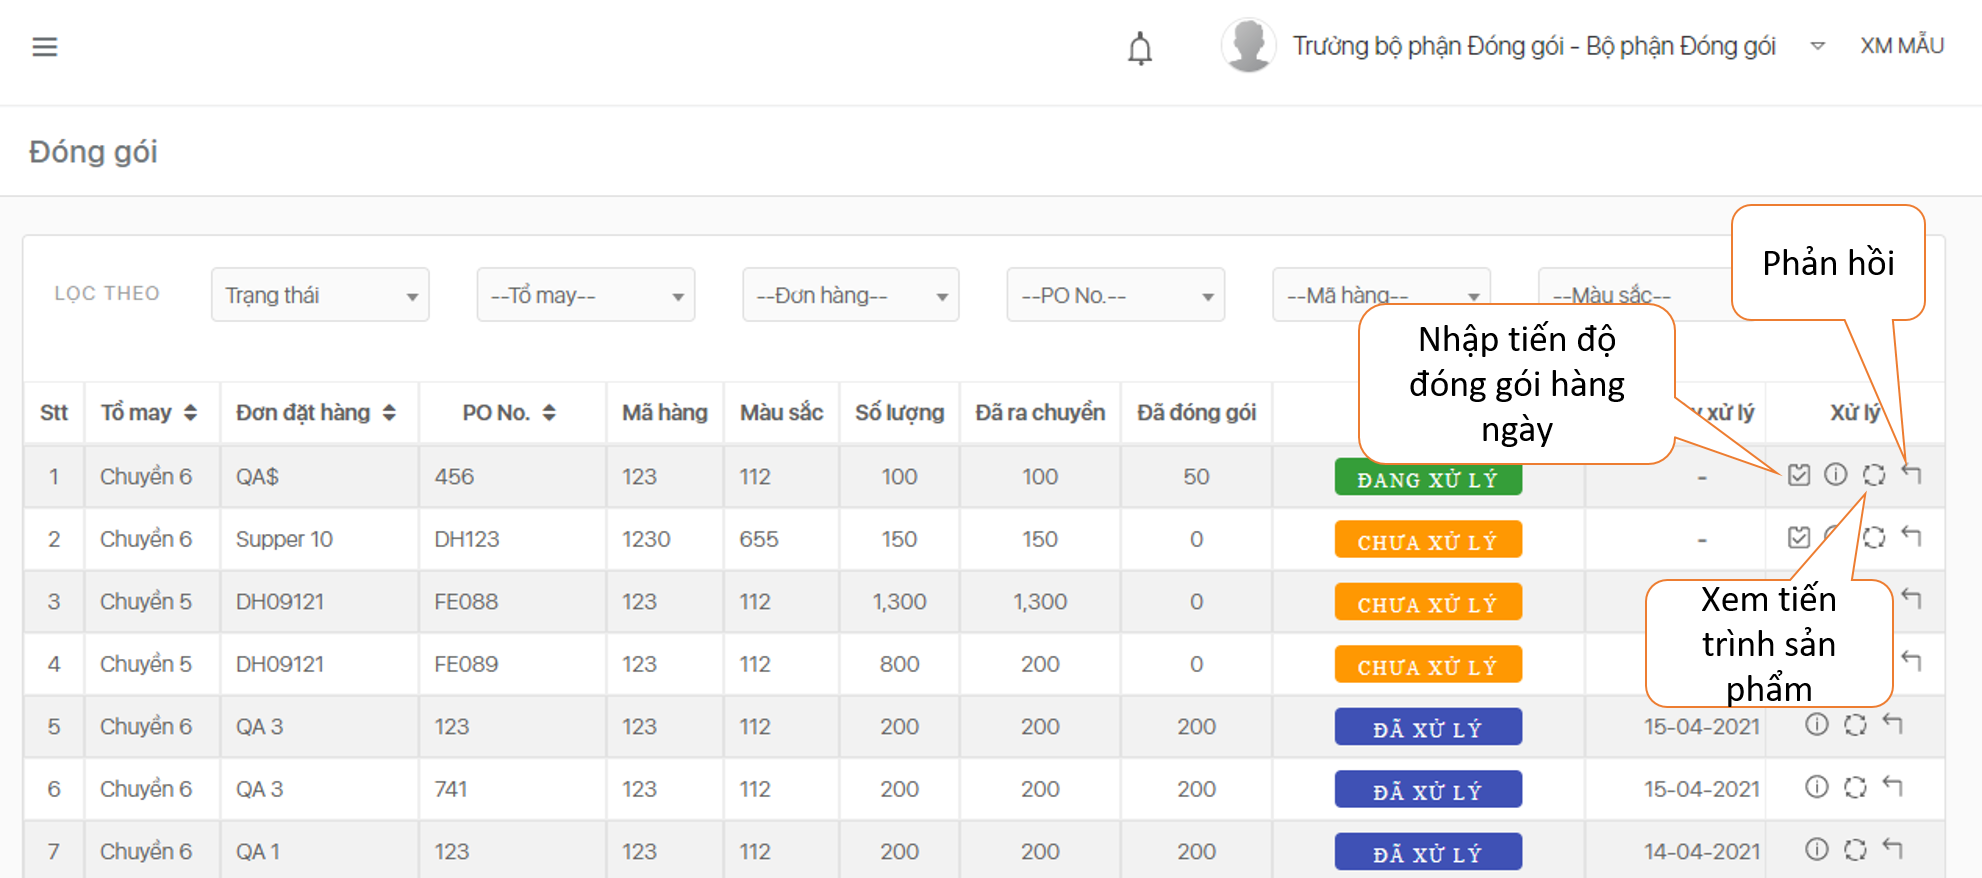 Trưởng bộ phận Đóng gói - Bộ phận Đóng gói XM MẪU
Đóng gói
Phản hồi
LỌC THEO Trạng thái --Tổ may-- --Đơn hàng-- --PO No.-- --Mã hàng-- --Màu sắc--
Nhập tiến độ
đóng gói hàng
ngày
Stt Tổ may Đơn đặt hàng PO No. Mã hàng Màu sắc Số lượng Đã ra chuyền Đã đóng gói xử lý Xử lý
1 Chuyền 6 QA$ 456 123 112 100 100 50 ĐANG XỬ LÝ -
2 Chuyền 6 Supper 10 DH123 1230 655 150 150 0 CHƯA XỬ LÝ -
3 Chuyền 5 DH09121 FE088 123 112 1,300 1,300 0 CHƯA XỬ LÝ
4 Chuyền 5 DH09121 FE089 123 112 800 200 0 CHƯA XỬ LÝ
Xem tiến
trình sản
phẩm
5 Chuyền 6 QA 3 123 123 112 200 200 200 ĐÃ XỬ LÝ 15-04-2021
6 Chuyền 6 QA 3 741 123 112 200 200 200 ĐÃ XỬ LÝ 15-04-2021
7 Chuyền 6 QA 1 123 123 112 200 200 200 ĐÃ XỬ LÝ 14-04-2021